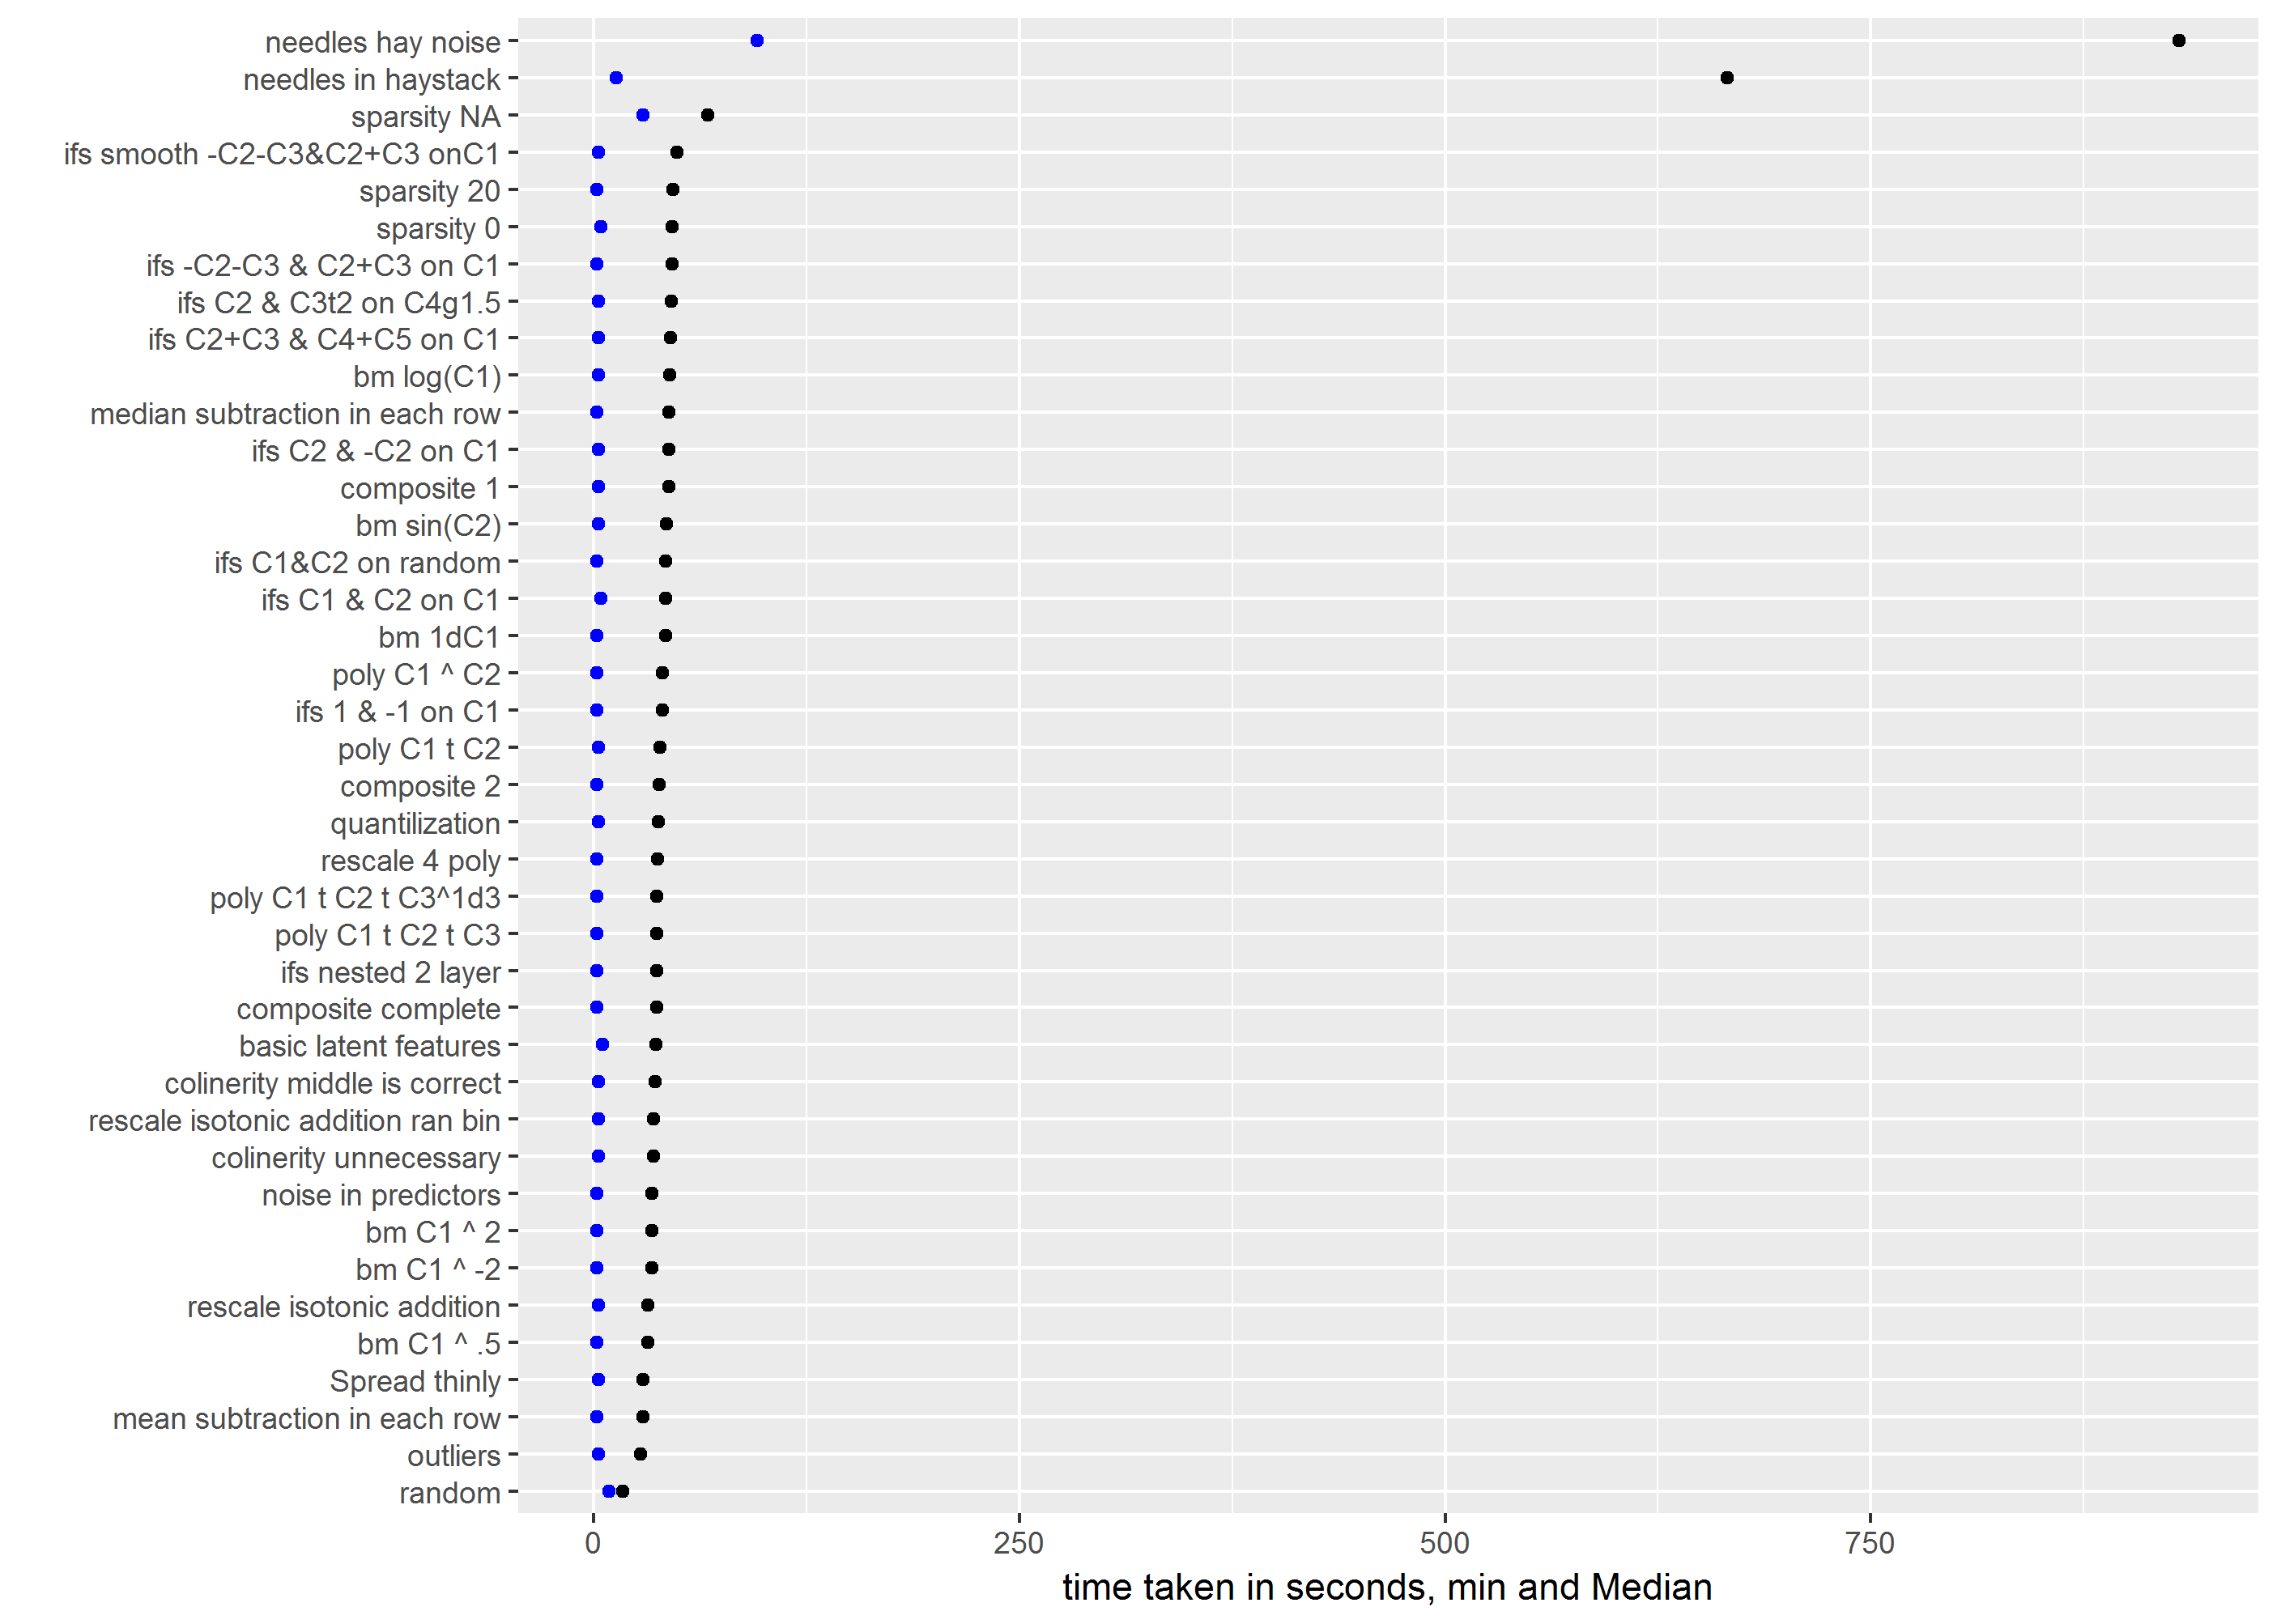 needles hay noise
needles in haystack
sparsity NA
ifs smooth -C2-C3&C2+C3 onC1
sparsity 20
sparsity 0
ifs -C2-C3 & C2+C3 on C1
ifs C2 & C3t2 on C4g1.5
ifs C2+C3 & C4+C5 on C1
bm log(C1)
median subtraction in each row
ifs C2 & -C2 on C1
composite 1
bm sin(C2)
ifs C1&C2 on random
ifs C1 & C2 on C1
bm 1dC1
poly C1 ^ C2
ifs 1 & -1 on C1
poly C1 t C2
composite 2
quantilization
rescale 4 poly
poly C1 t C2 t C3^1d3
poly C1 t C2 t C3
ifs nested 2 layer
composite complete
basic latent features
colinerity middle is correct
rescale isotonic addition ran bin
colinerity unnecessary
noise in predictors
bm C1 ^ 2
bm C1 ^ -2
rescale isotonic addition
bm C1 ^ .5
Spread thinly
mean subtraction in each row
outliers
random
0 250 500 750
time taken in seconds, min and Median